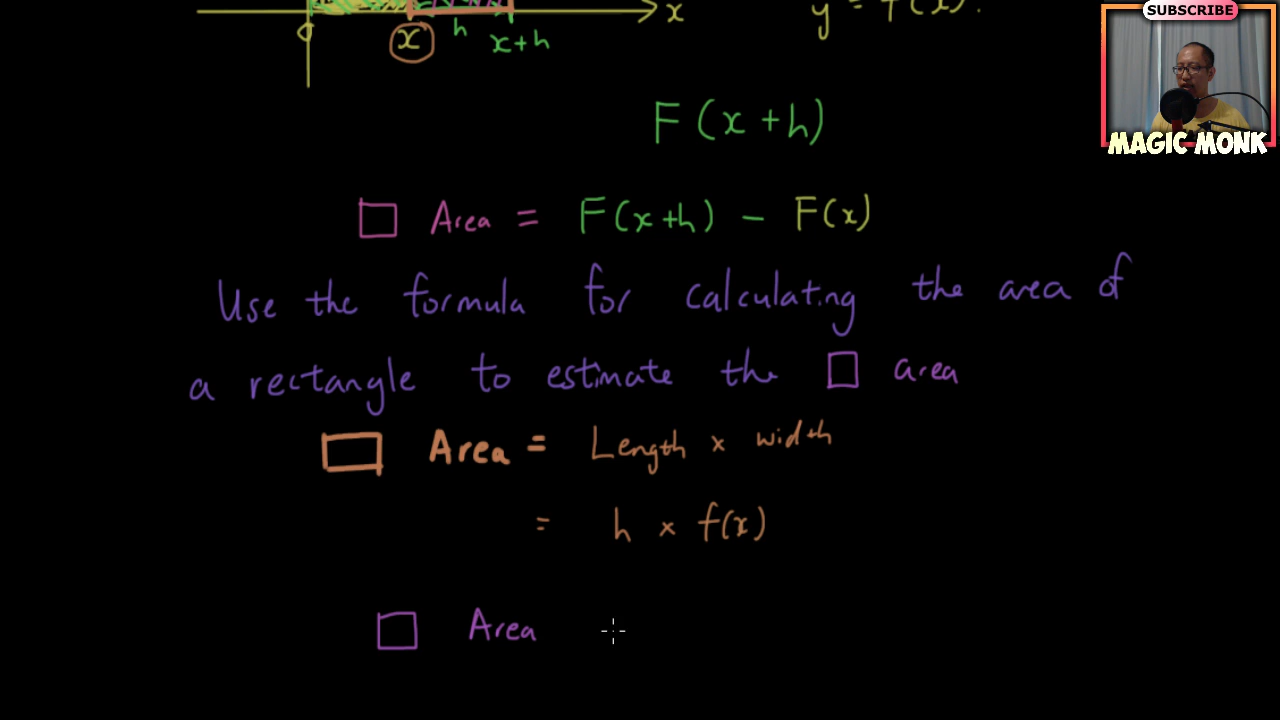 x
y = f(x).
SUBSCRIBE
0
x
h
x+h
MAGIC MONK
F(x+h)
□ Area = F(x+h) - F(x)
Use the formula for calculating the area of
a rectangle to estimate the □ area
▭ Area = Length × width
= h × f(x)
□ Area